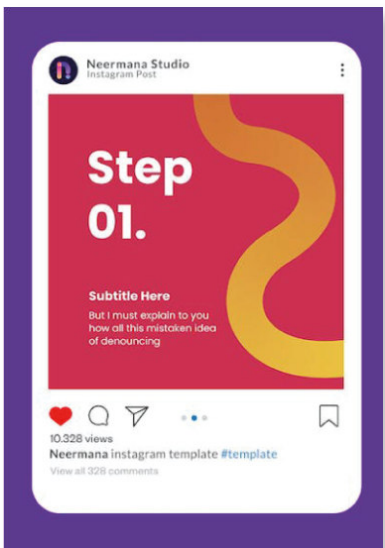 Neermana Studio
Instagram Post
Step
01.
Subtitle Here
But I must explain to you
how all this mistaken idea
of denouncing
10.328 views
Neermana instagram template #template
View all 328 comments